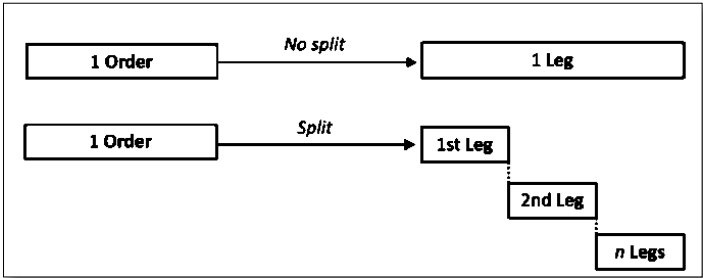 No split
1 Order
1 Leg
Split
1 Order
1st Leg
2nd Leg
n Legs